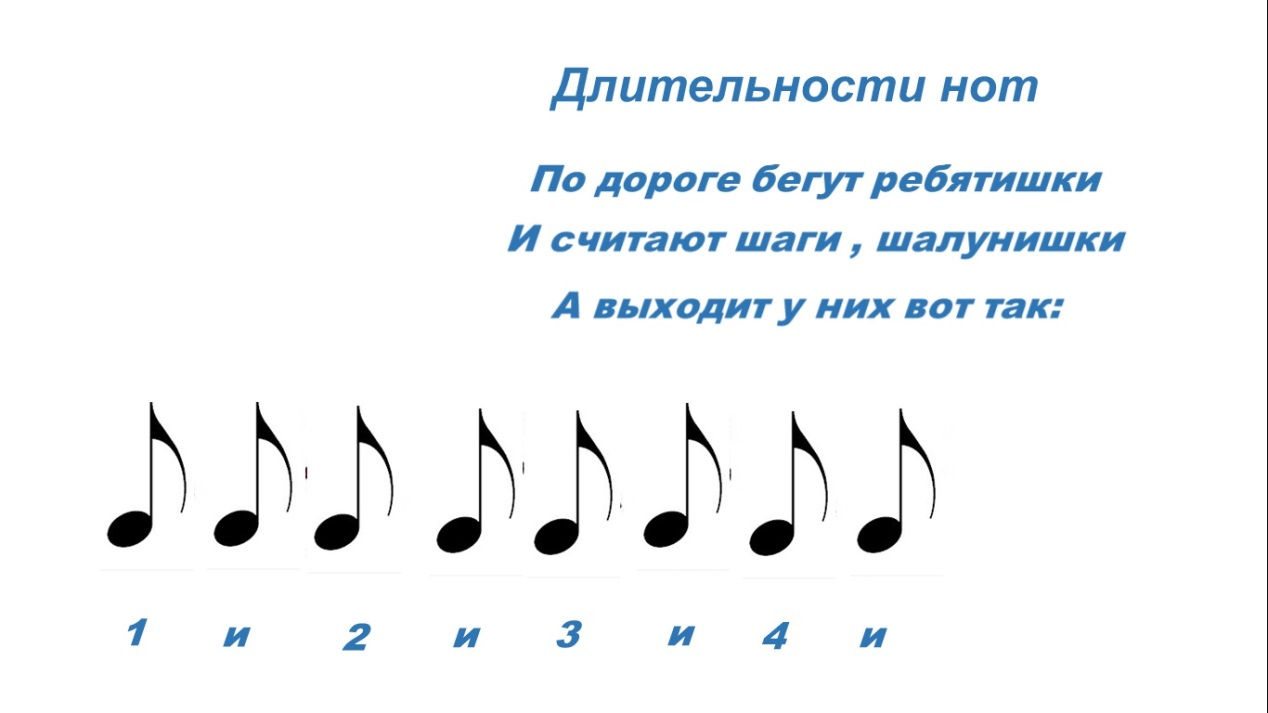 Длительности нот
По дороге бегут ребятишки
И считают шаги , шалунишки
А выходит у них вот так:
1 и 2 и 3 и 4 и